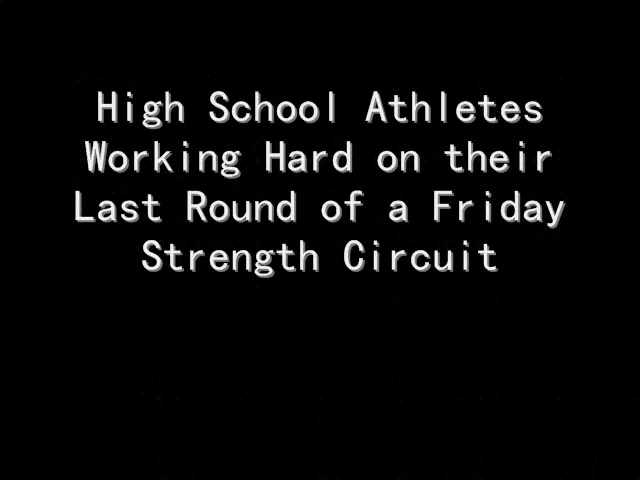 High School Athletes
Working Hard on their
Last Round of a Friday
Strength Circuit